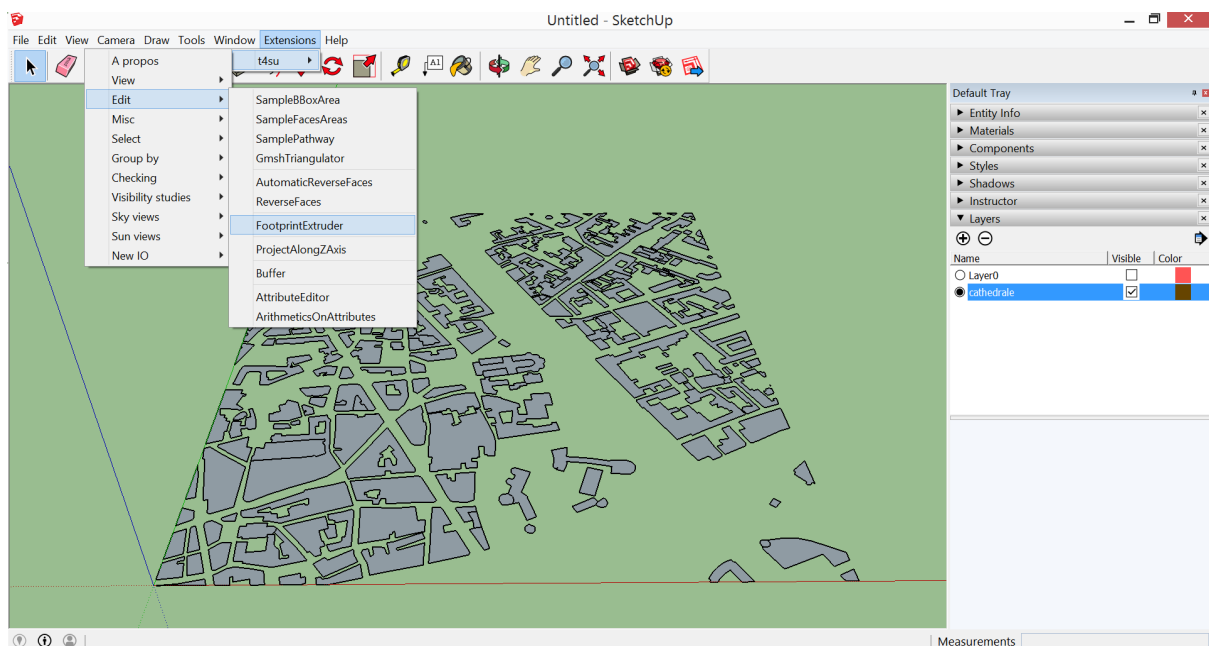 Untitled - SketchUp
File Edit View Camera Draw Tools Window Extensions Help
A propos
View
Edit
Misc
Select
Group by
Checking
Visibility studies
Sky views
Sun views
New IO
t4su
SampleBBoxArea
SampleFacesAreas
SamplePathway
GmshTriangulator
AutomaticReverseFaces
ReverseFaces
FootprintExtruder
ProjectAlongZAxis
Buffer
AttributeEditor
ArithmeticsOnAttributes
A1
Default Tray
Entity Info
Materials
Components
Styles
Shadows
Instructor
Layers
Name Visible Color
Layer0
cathedrale
Measurements